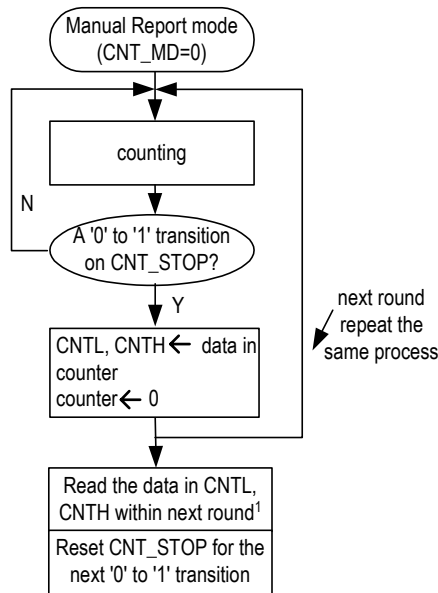 Manual Report mode
(CNT_MD=0)
counting
N
A '0' to '1' transition
on CNT_STOP?
Y
next round
repeat the
same process
CNTL, CNTH ← data in
counter
counter ← 0
Read the data in CNTL,
CNTH within next round¹
Reset CNT_STOP for the
next '0' to '1' transition